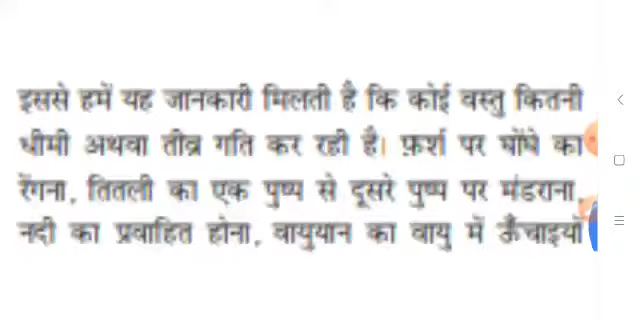 इससे हमें यह जानकारी मिलती है कि कोई वस्तु कितनी
धीमी अथवा तीव्र गति कर रही है। फ़र्श पर घोंघे का
रेंगना, तितली का एक पुष्प से दूसरे पुष्प पर मंडराना,
नदी का प्रवाहित होना, वायुयान का वायु में ऊँचाइयों